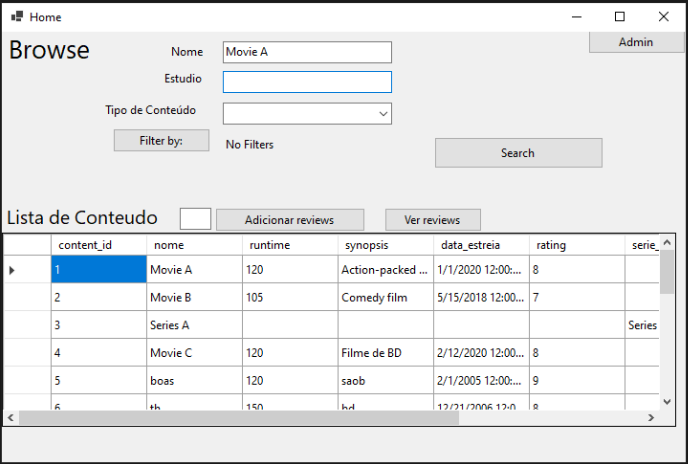 Home
Browse
Admin
Nome Movie A
Estudio
Tipo de Conteúdo
Filter by: No Filters
Search
Lista de Conteudo Adicionar reviews Ver reviews
content_id nome runtime synopsis data_estreia rating serie_
1 Movie A 120 Action-packed ... 1/1/2020 12:00:... 8
2 Movie B 105 Comedy film 5/15/2018 12:00... 7
3 Series A Series
4 Movie C 120 Filme de BD 2/12/2020 12:00... 8
5 boas 120 saob 2/1/2005 12:00:... 9
6 th 150 hd 12/21/2006 12:0... 8